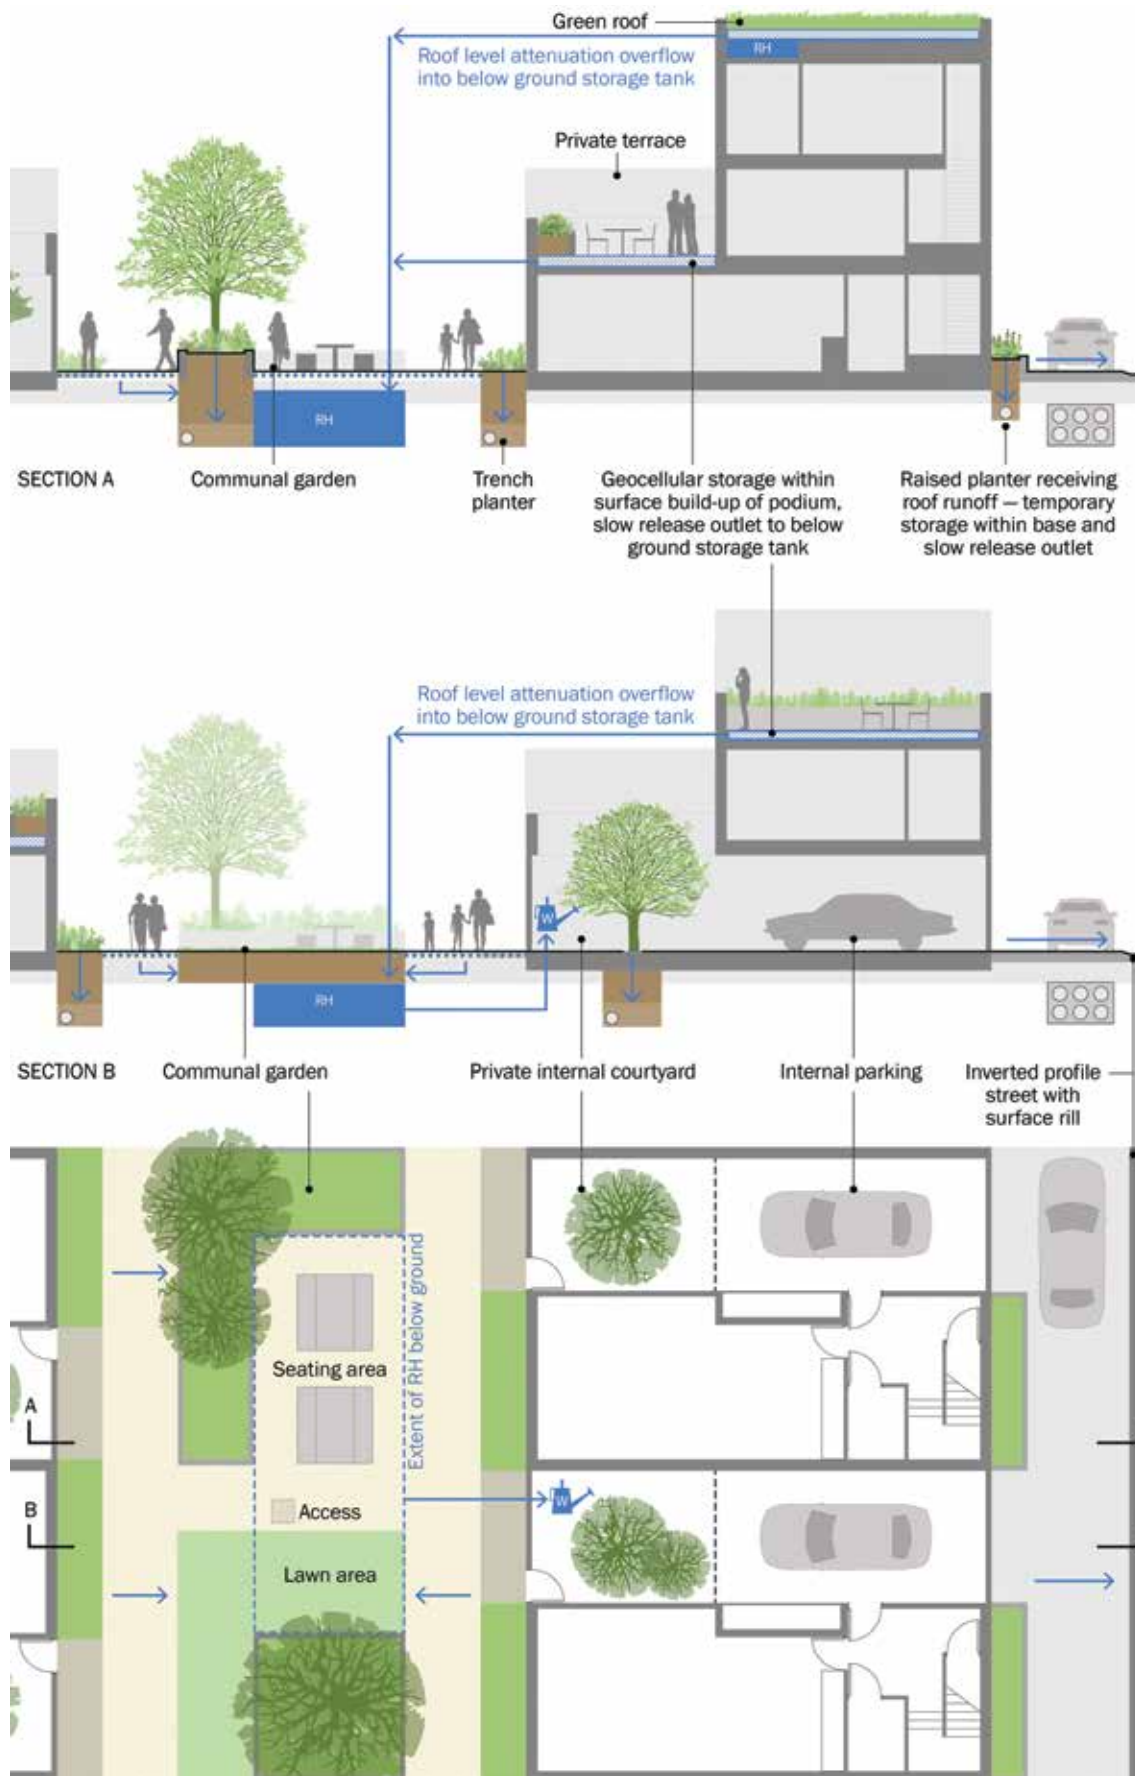 Green roof
RH
Roof level attenuation overflow
into below ground storage tank
Private terrace
RH
SECTION A
Communal garden
Trench
planter
Geocellular storage within
surface build-up of podium,
slow release outlet to below
ground storage tank
Raised planter receiving
roof runoff — temporary
storage within base and
slow release outlet
Roof level attenuation overflow
into below ground storage tank
W
RH
SECTION B
Communal garden
Private internal courtyard
Internal parking
Inverted profile
street with
surface rill
Extent of RH below ground
Seating area
A
B
W
Access
Lawn area